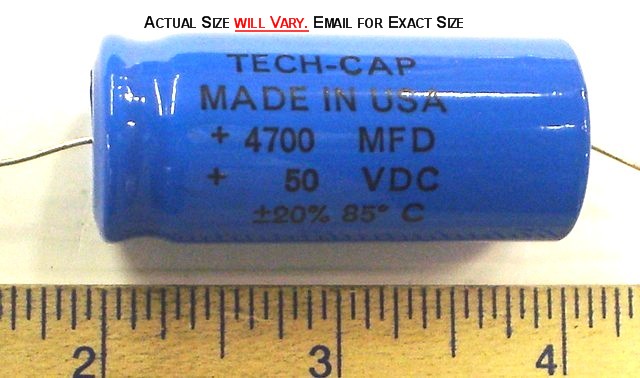 ACTUAL SIZE WILL VARY. EMAIL FOR EXACT SIZE
TECH-CAP
MADE IN USA
+ 4700 MFD
+ 50 VDC
±20% 85° C
2 3 4